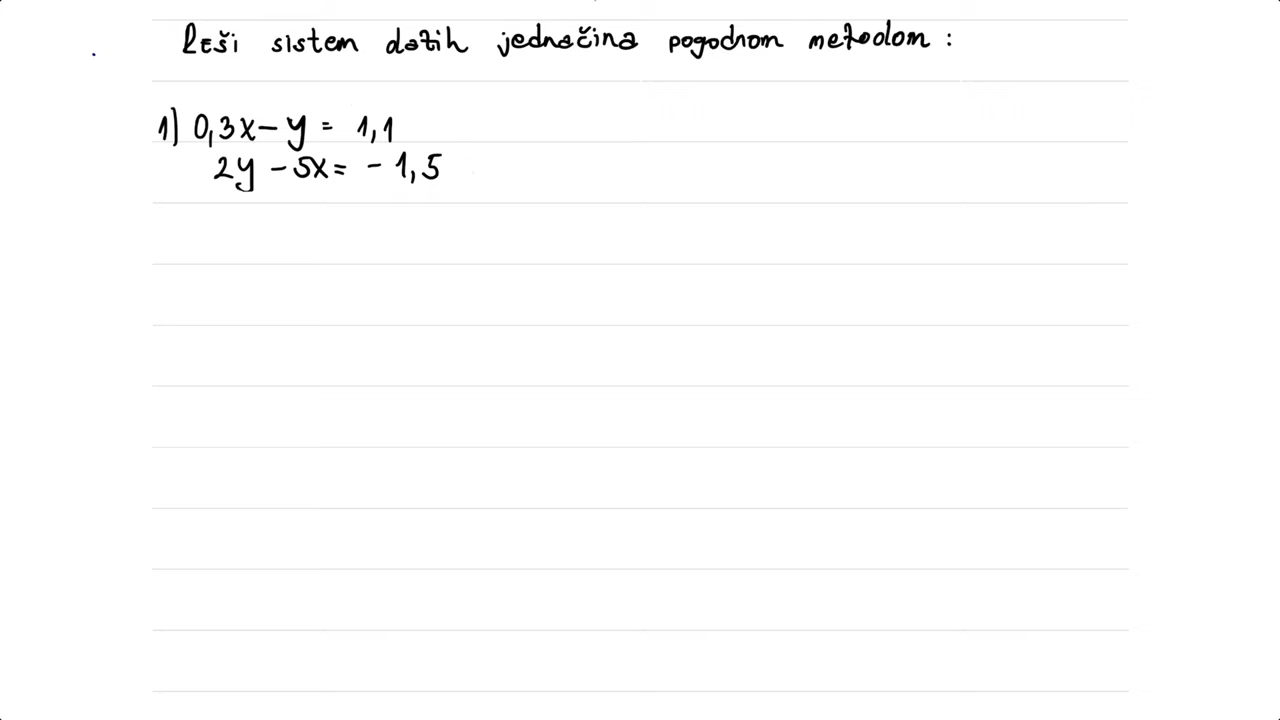 Reši sistem datih jednačina pogodnom metodom :
1) 0,3x - y = 1,1
2y - 5x = - 1,5